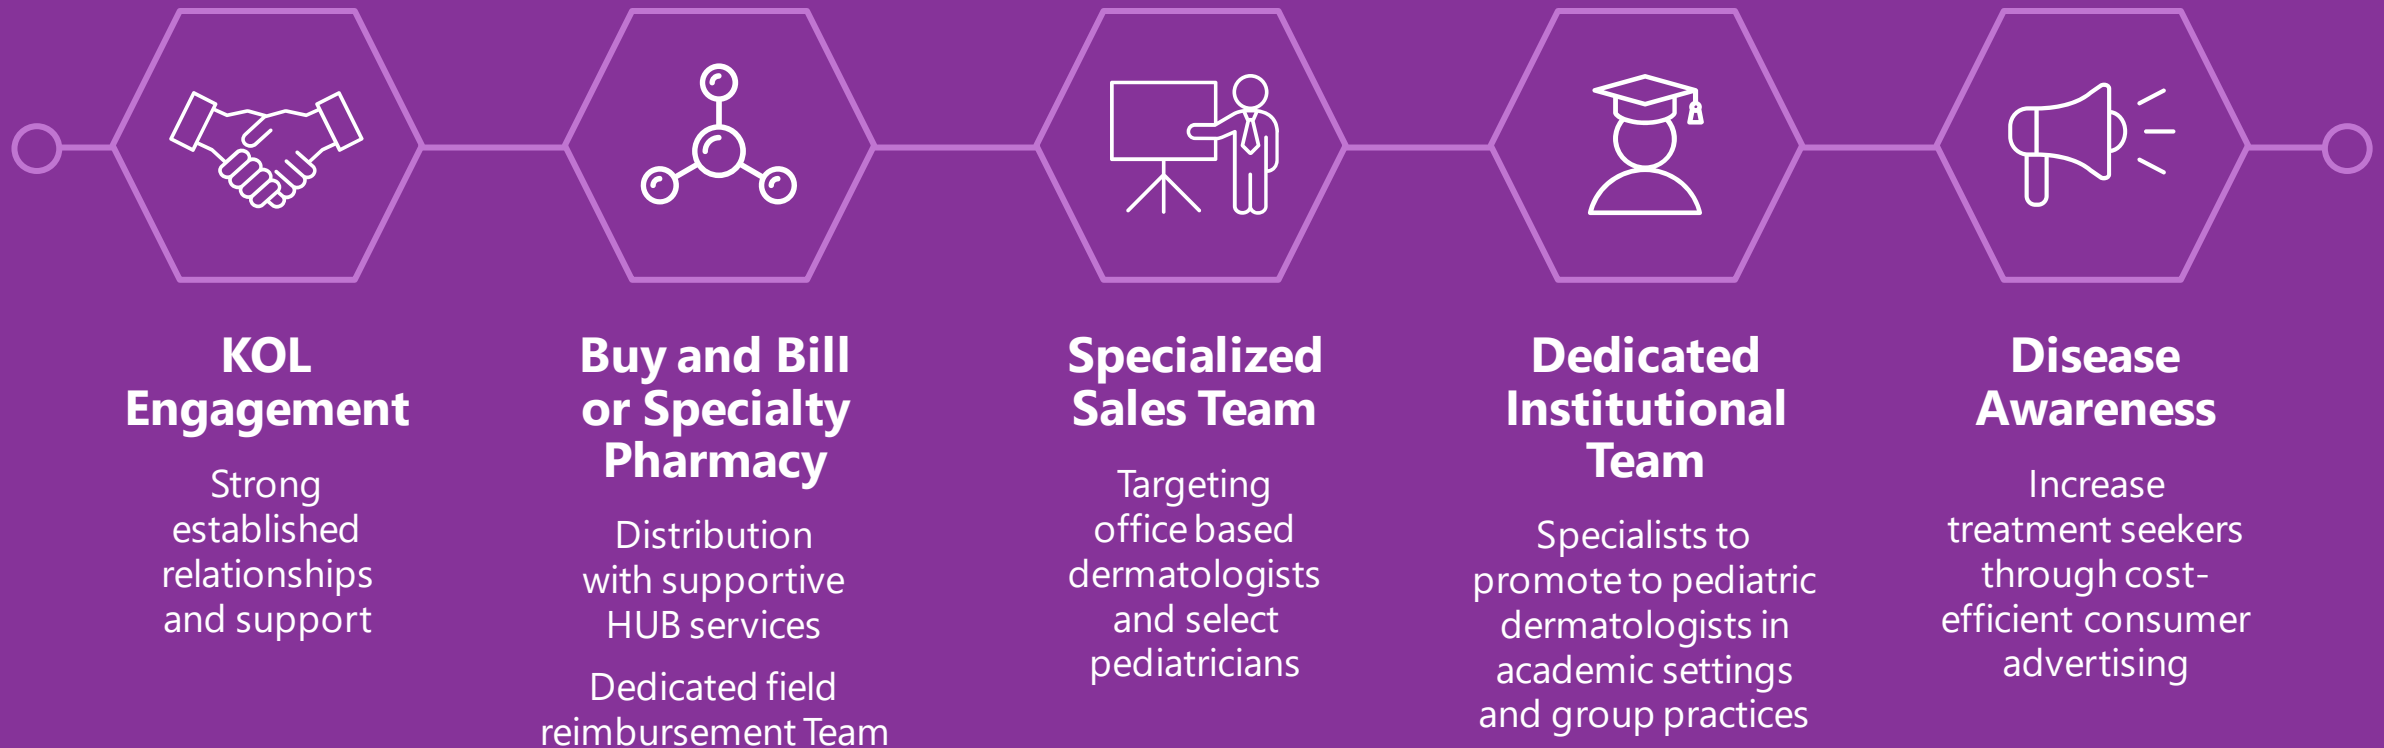 KOL
Engagement
Strong
established
relationships
and support
Buy and Bill
or Specialty
Pharmacy
Distribution
with supportive
HUB services
Dedicated field
reimbursement Team
Specialized
Sales Team
Targeting
office based
dermatologists
and select
pediatricians
Dedicated
Institutional
Team
Specialists to
promote to pediatric
dermatologists in
academic settings
and group practices
Disease
Awareness
Increase
treatment seekers
through cost-
efficient consumer
advertising